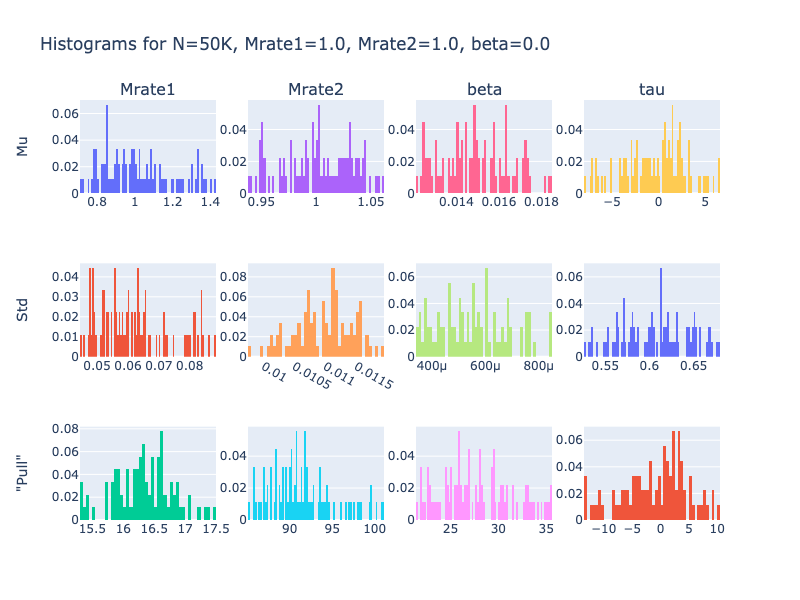 Histograms for N=50K, Mrate1=1.0, Mrate2=1.0, beta=0.0
Mrate1 Mrate2 beta tau
Mu
0.06 0.04 0.02 0
0.8 1 1.2 1.4
0.04 0.02 0
0.95 1 1.05
0.04 0.02 0
0.014 0.016 0.018
0.04 0.02 0
−5 0 5
Std
0.04 0.03 0.02 0.01 0
0.05 0.06 0.07 0.08
0.08 0.06 0.04 0.02 0
0.01 0.0105 0.011 0.0115
0.06 0.04 0.02 0
400μ 600μ 800μ
0.06 0.04 0.02 0
0.55 0.6 0.65
"Pull"
0.08 0.06 0.04 0.02 0
15.5 16 16.5 17 17.5
0.04 0.02 0
90 95 100
0.04 0.02 0
25 30 35
0.06 0.04 0.02 0
−10 −5 0 5 10